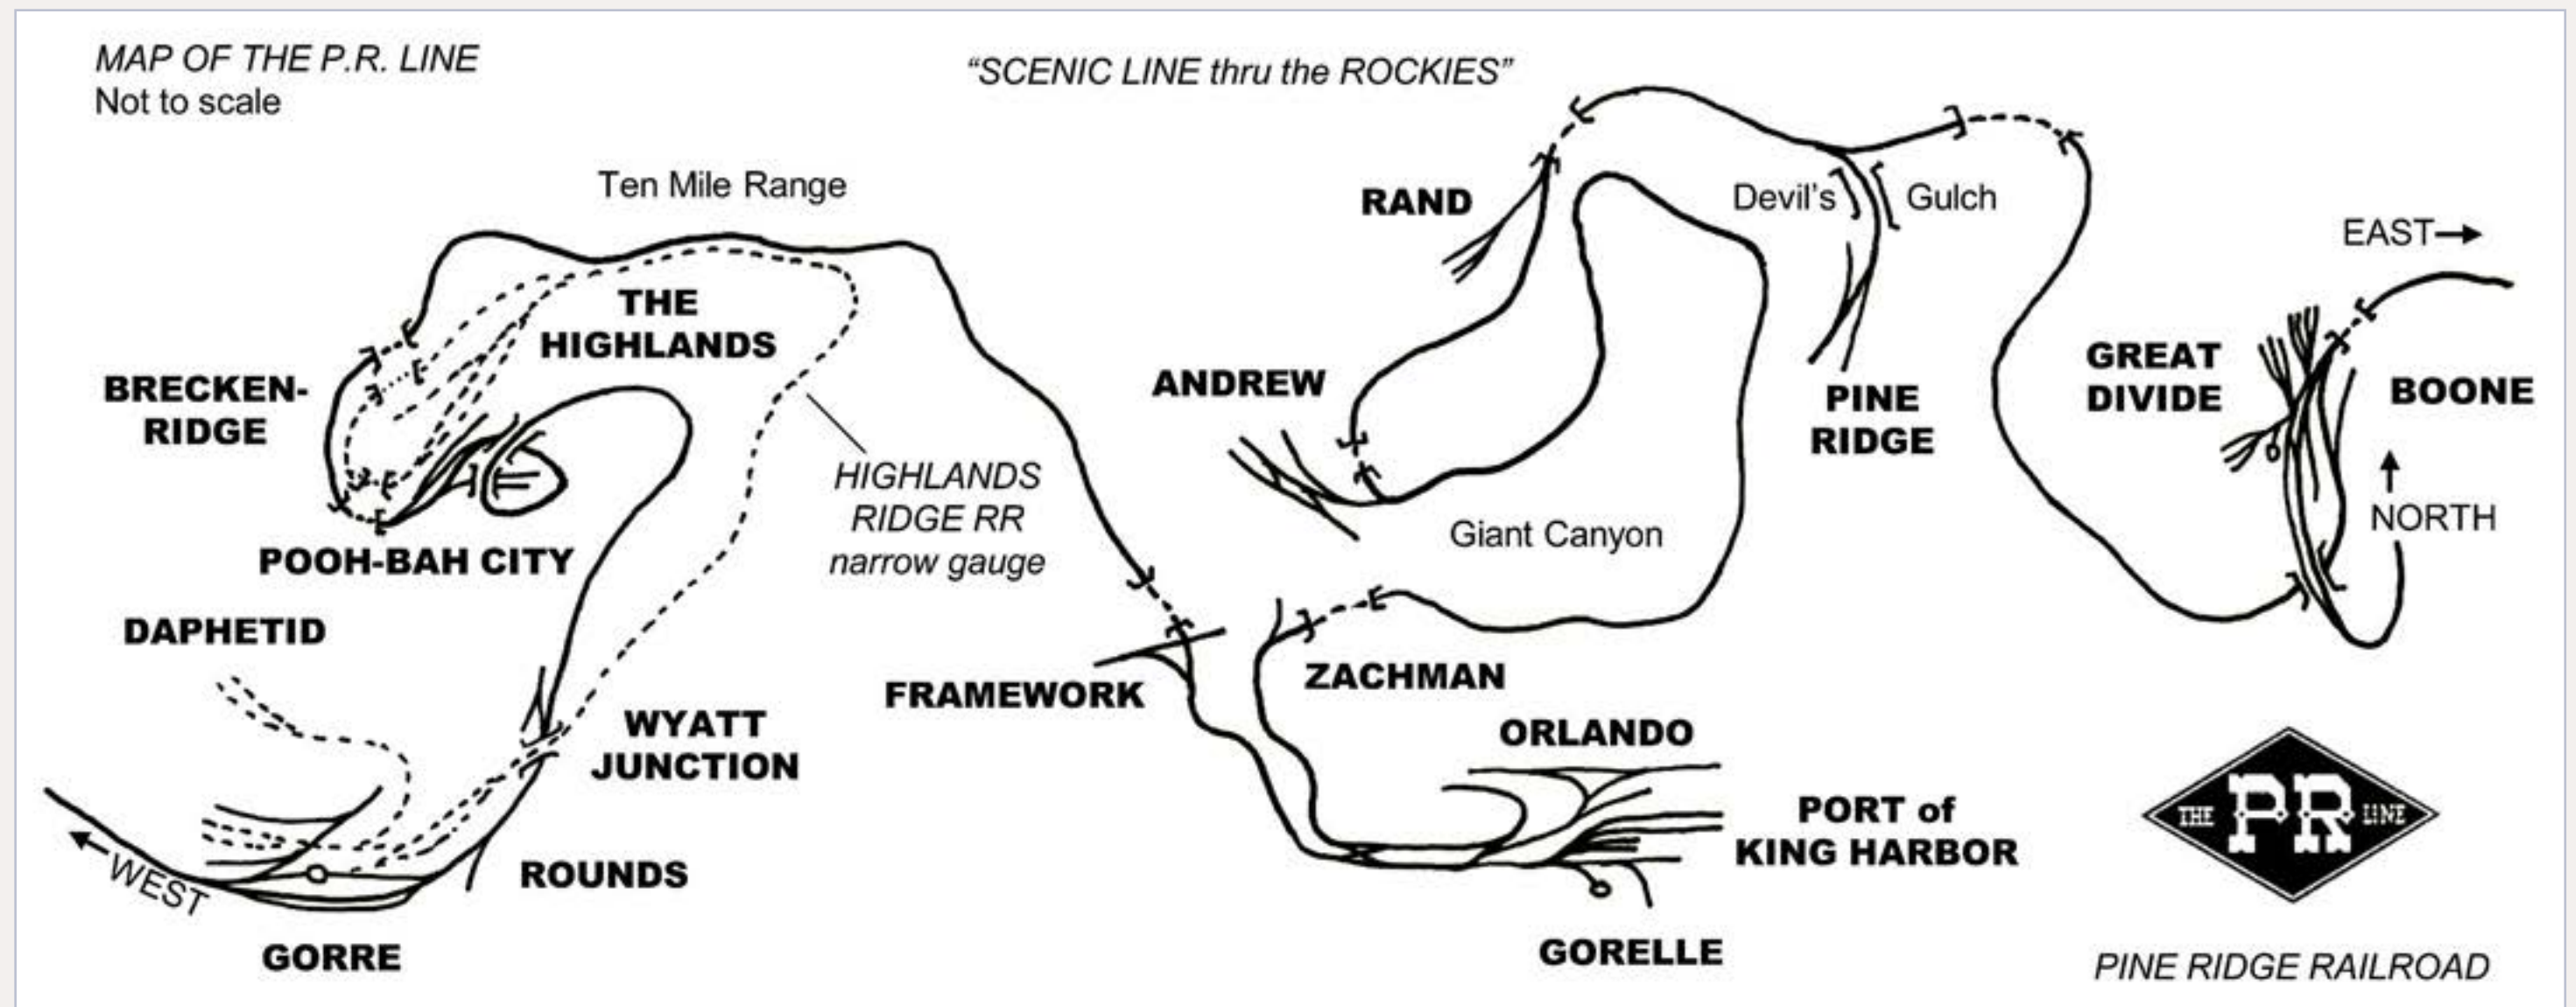 MAP OF THE P.R. LINE
Not to scale
“SCENIC LINE thru the ROCKIES”
Ten Mile Range
RAND
Devil’s
Gulch
EAST
THE
HIGHLANDS
BRECKEN-
RIDGE
ANDREW
PINE
RIDGE
GREAT
DIVIDE
BOONE
HIGHLANDS
RIDGE RR
narrow gauge
NORTH
Giant Canyon
POOH-BAH CITY
DAPHETID
FRAMEWORK
ZACHMAN
WYATT
JUNCTION
ORLANDO
PORT of
KING HARBOR
THE PR LINE
WEST
ROUNDS
GORRE
GORELLE
PINE RIDGE RAILROAD